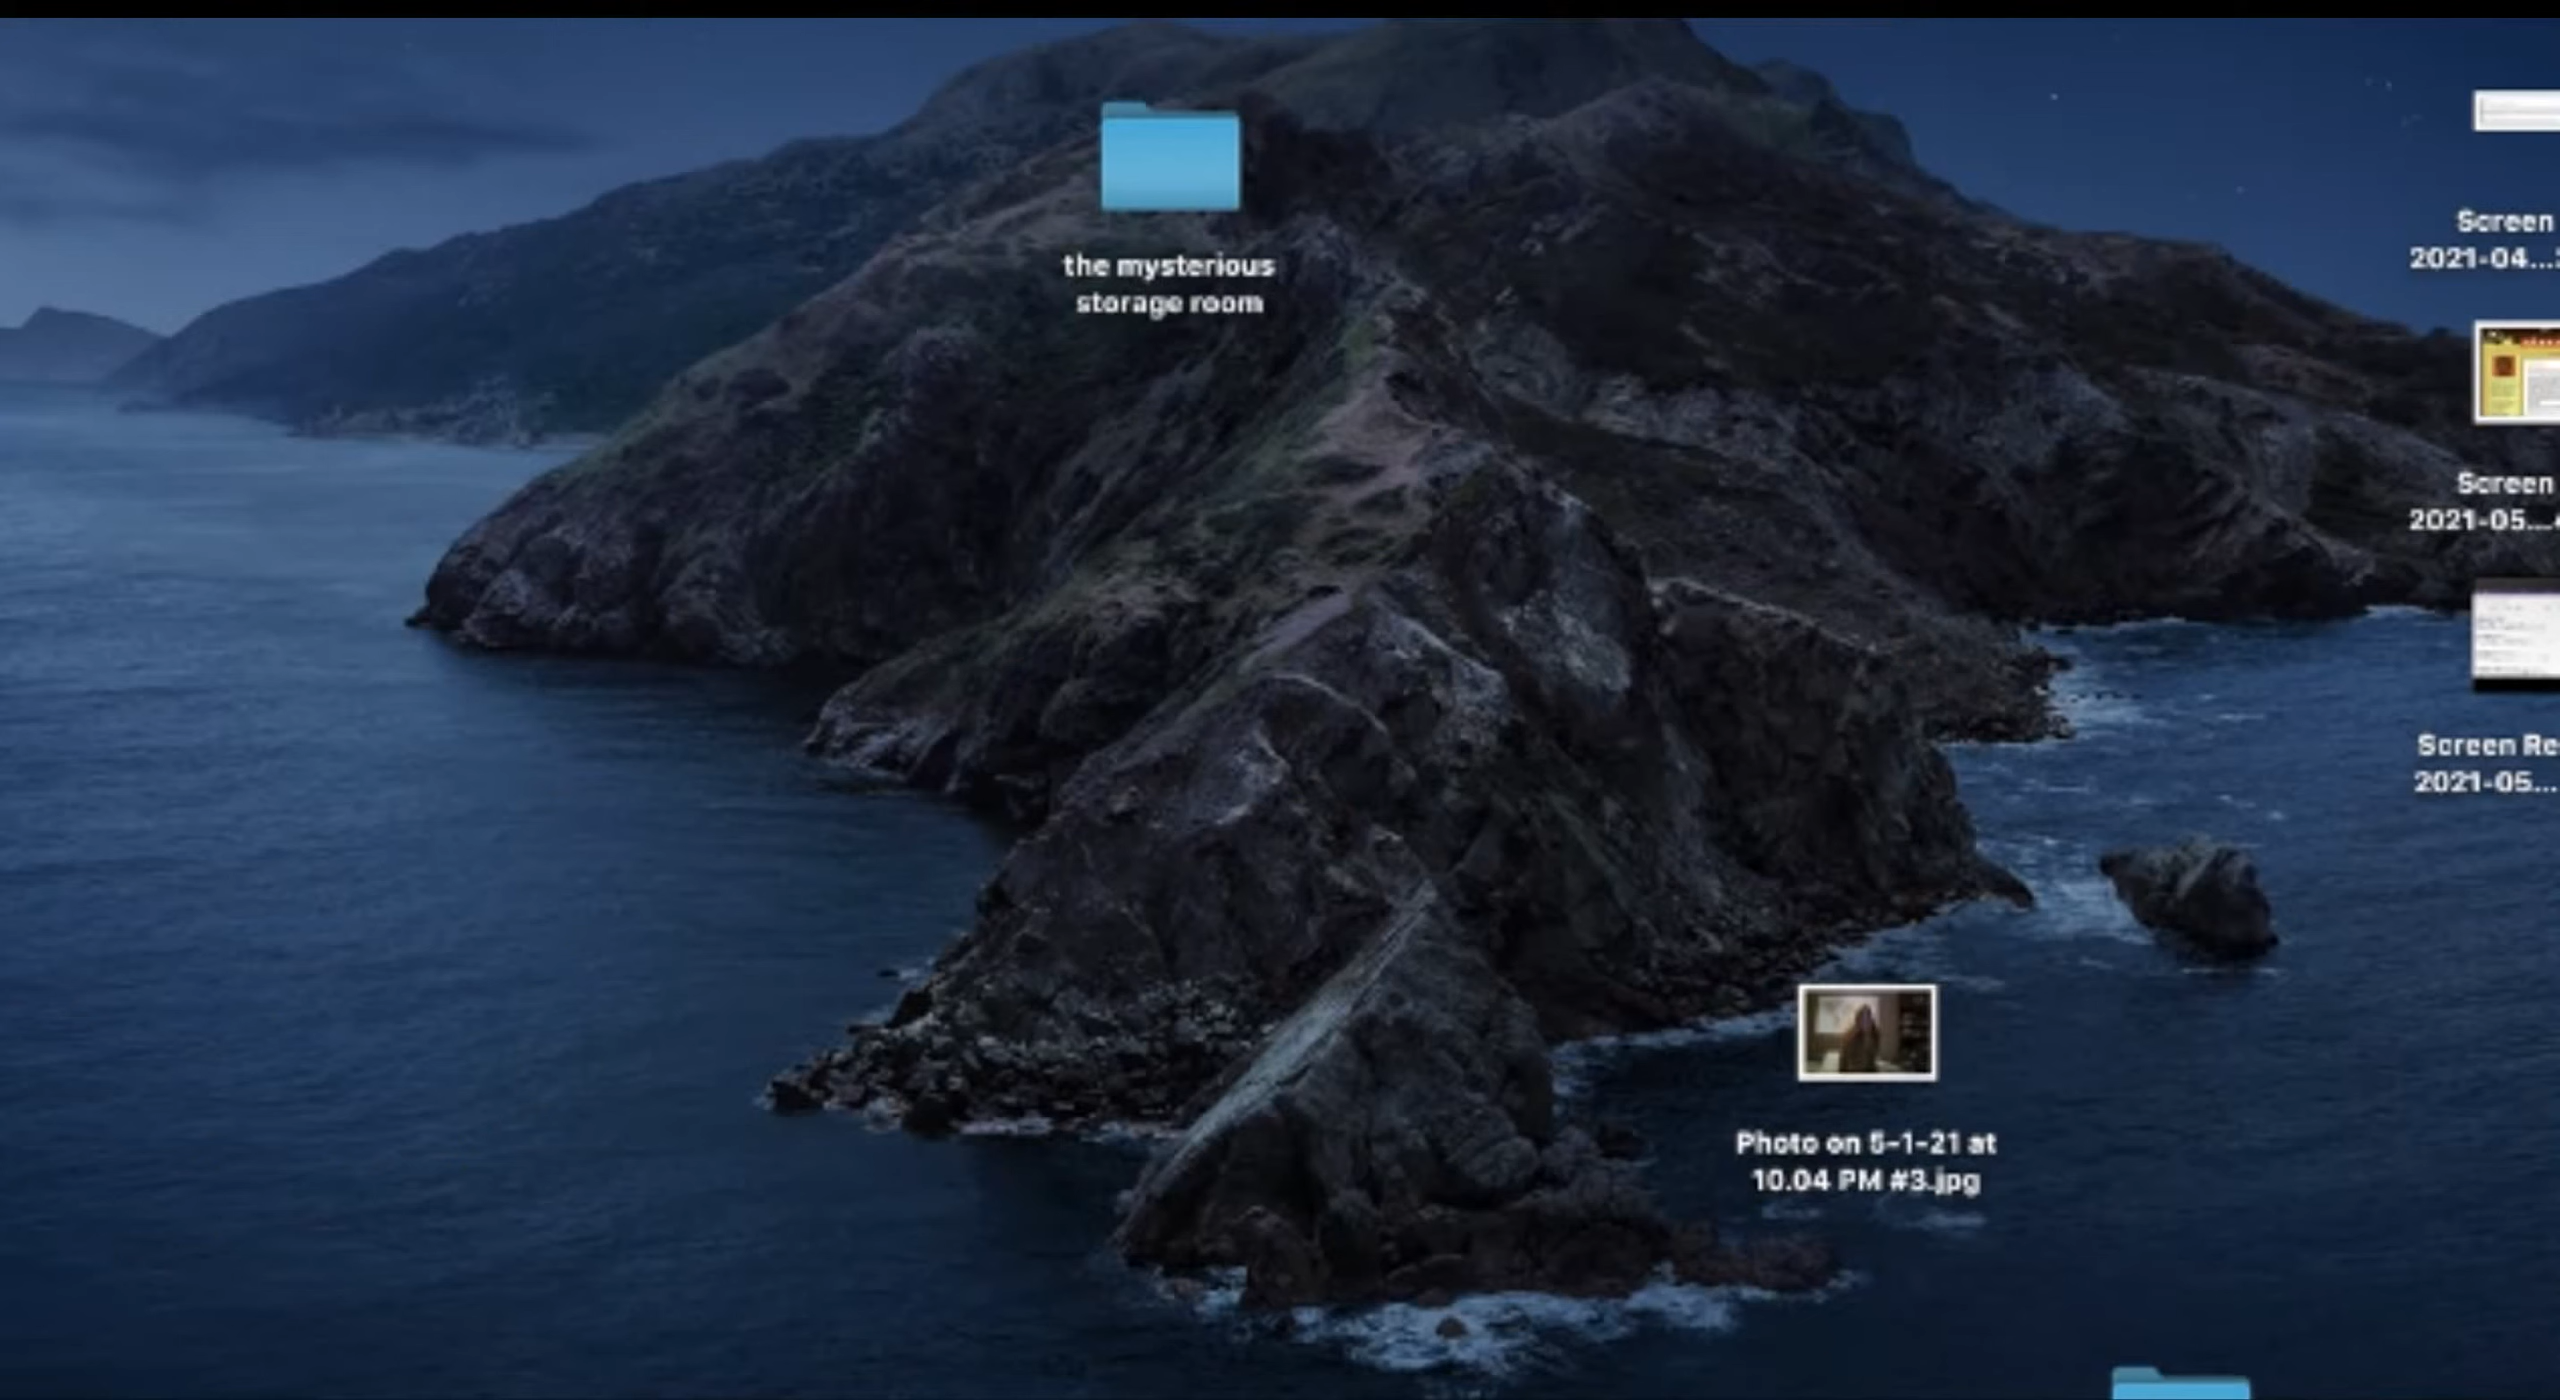 the mysterious
storage room
Screen
2021-04...
Screen
2021-05...
Screen Re
2021-05...
Photo on 5-1-21 at
10.04 PM #3.jpg